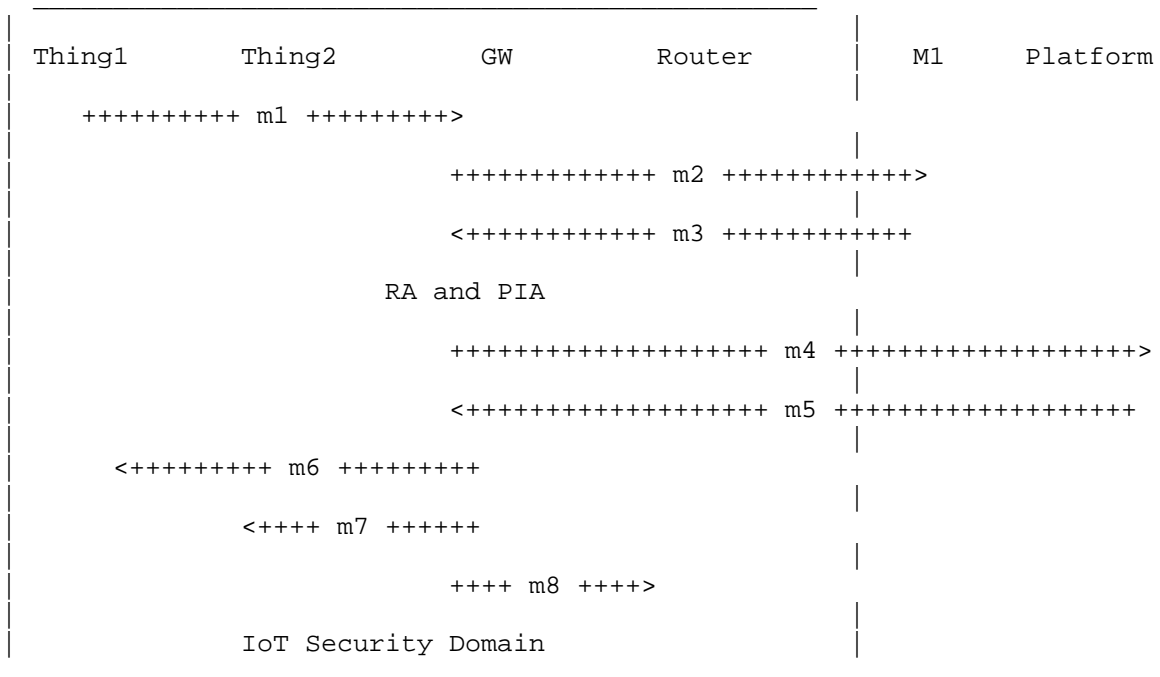 Thing1 Thing2 GW Router | M1 Platform
++++++++++ m1 +++++++++>
+++++++++++++ m2 ++++++++++++>
<++++++++++++ m3 ++++++++++++
RA and PIA
++++++++++++++++++++ m4 +++++++++++++++++++>
<+++++++++++++++++++ m5 +++++++++++++++++++
<+++++++++ m6 +++++++++
<++++ m7 ++++++
++++ m8 ++++>
IoT Security Domain